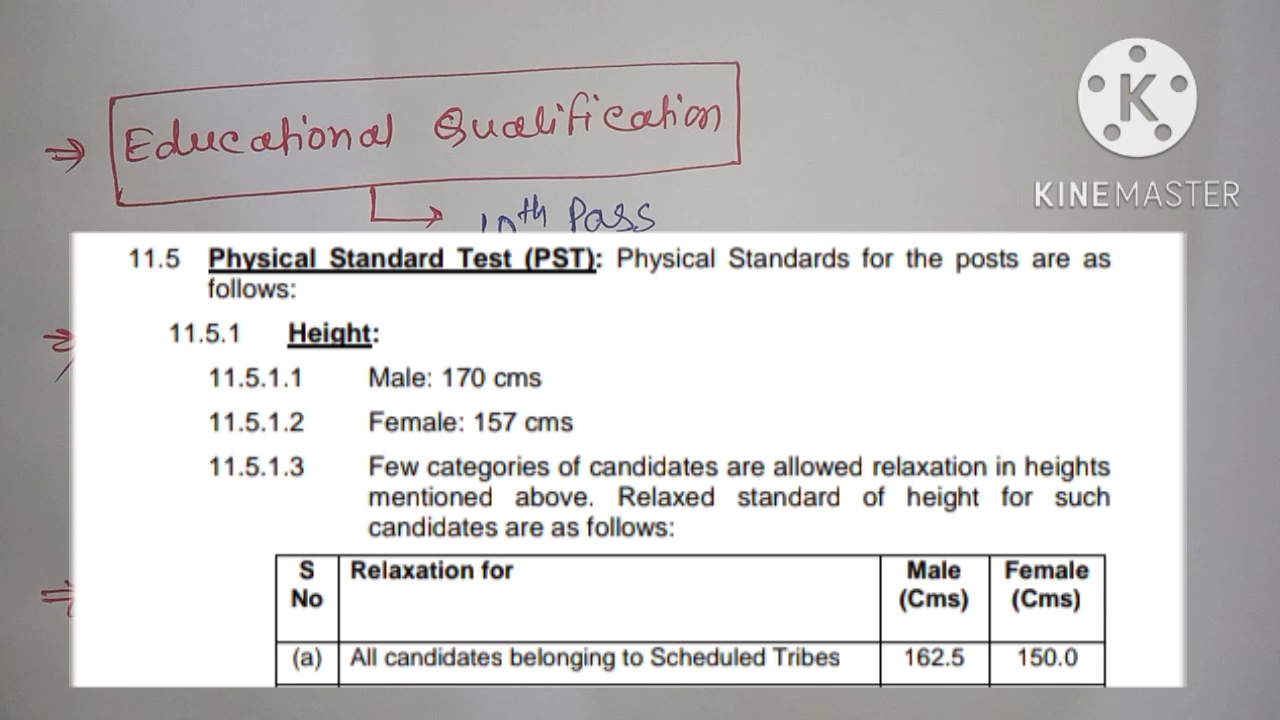 ⇒ Educational Qualification
10th Pass
KINEMASTER
11.5 Physical Standard Test (PST): Physical Standards for the posts are as
follows:
11.5.1 Height:
11.5.1.1 Male: 170 cms
11.5.1.2 Female: 157 cms
11.5.1.3 Few categories of candidates are allowed relaxation in heights
mentioned above. Relaxed standard of height for such
candidates are as follows:
S No Relaxation for Male (Cms) Female (Cms)
(a) All candidates belonging to Scheduled Tribes 162.5 150.0